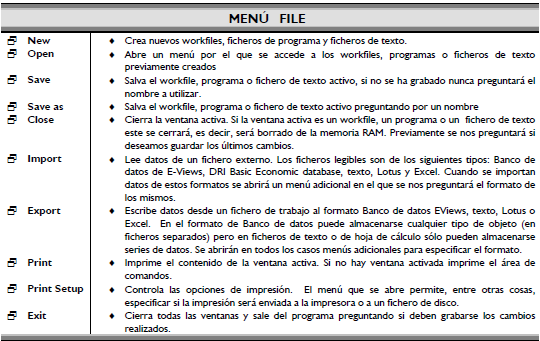 MENÚ FILE
New ♦ Crea nuevos workfiles, ficheros de programa y ficheros de texto.
Open ♦ Abre un menú por el que se accede a los workfiles, programas o ficheros de texto
previamente creados
Save ♦ Salva el workfile, programa o fichero de texto activo, si no se ha grabado nunca preguntará el
nombre a utilizar.
Save as ♦ Salva el workfile, programa o fichero de texto activo preguntando por un nombre
Close ♦ Cierra la ventana activa. Si la ventana activa es un workfile, un programa o un fichero de texto
este se cerrará, es decir, será borrado de la memoria RAM. Previamente se nos preguntará si
deseamos guardar los últimos cambios.
Import ♦ Lee datos de un fichero externo. Los ficheros legibles son de los siguientes tipos: Banco de
datos de E-Views, DRI Basic Economic database, texto, Lotus y Excel. Cuando se importan
datos de estos formatos se abrirá un menú adicional en el que se nos preguntará el formato de
los mismos.
Export ♦ Escribe datos desde un fichero de trabajo al formato Banco de datos EViews, texto, Lotus o
Excel. En el formato de Banco de datos puede almacenarse cualquier tipo de objeto (en
ficheros separados) pero en ficheros de texto o de hoja de cálculo sólo pueden almacenarse
series de datos. Se abrirán en todos los casos menús adicionales para especificar el formato.
Print ♦ Imprime el contenido de la ventana activa. Si no hay ventana activada imprime el área de
comandos.
Print Setup ♦ Controla las opciones de impresión. El menú que se abre permite, entre otras cosas,
especificar si la impresión será enviada a la impresora o a un fichero de disco.
Exit ♦ Cierra todas las ventanas y sale del programa preguntando si deben grabarse los cambios
realizados.